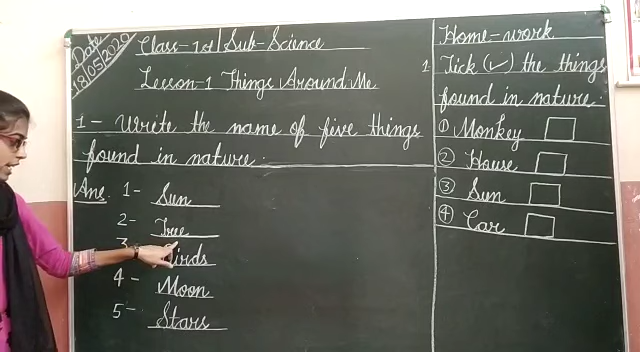 Date
18/05/2020
Class-1st Sub-Science
Lesson-1 Things Around Me
1- Write the name of five things
found in nature.
Ans. 1- Sun
2- Tree
3 Birds
4- Moon
5- Stars
Home-work
1 Tick (✓) the things
found in nature.
① Monkey
② House
③ Sun
④ Car